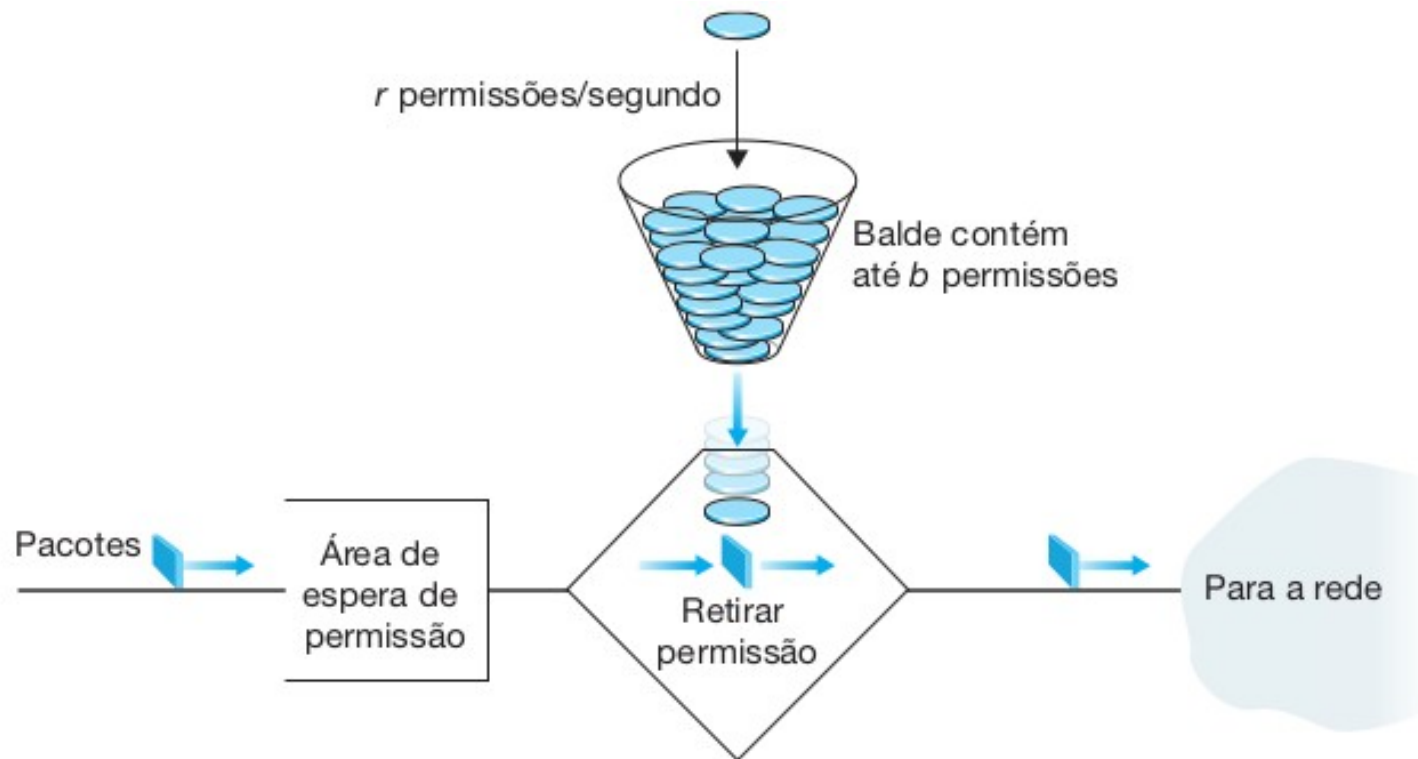 r permissões/segundo
Balde contém
até b permissões
Pacotes
Área de
espera de
permissão
Retirar
permissão
Para a rede